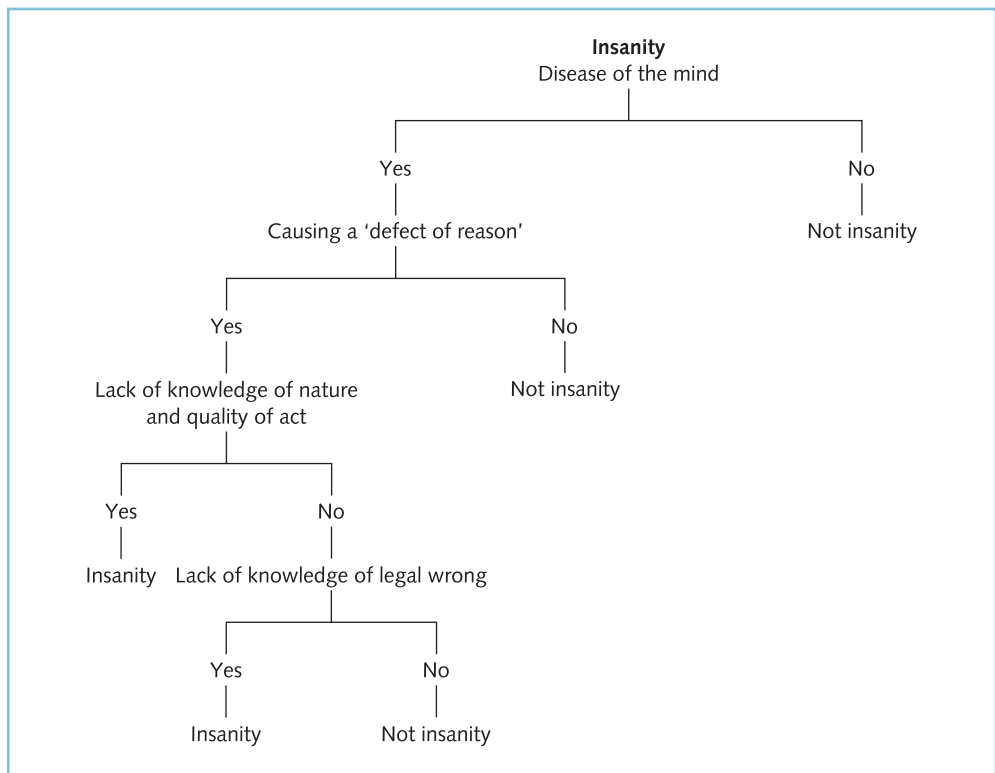 Insanity
Disease of the mind
Yes
No
Causing a ‘defect of reason’
Not insanity
Yes
No
Lack of knowledge of nature
and quality of act
Not insanity
Yes
No
Insanity
Lack of knowledge of legal wrong
Yes
No
Insanity
Not insanity